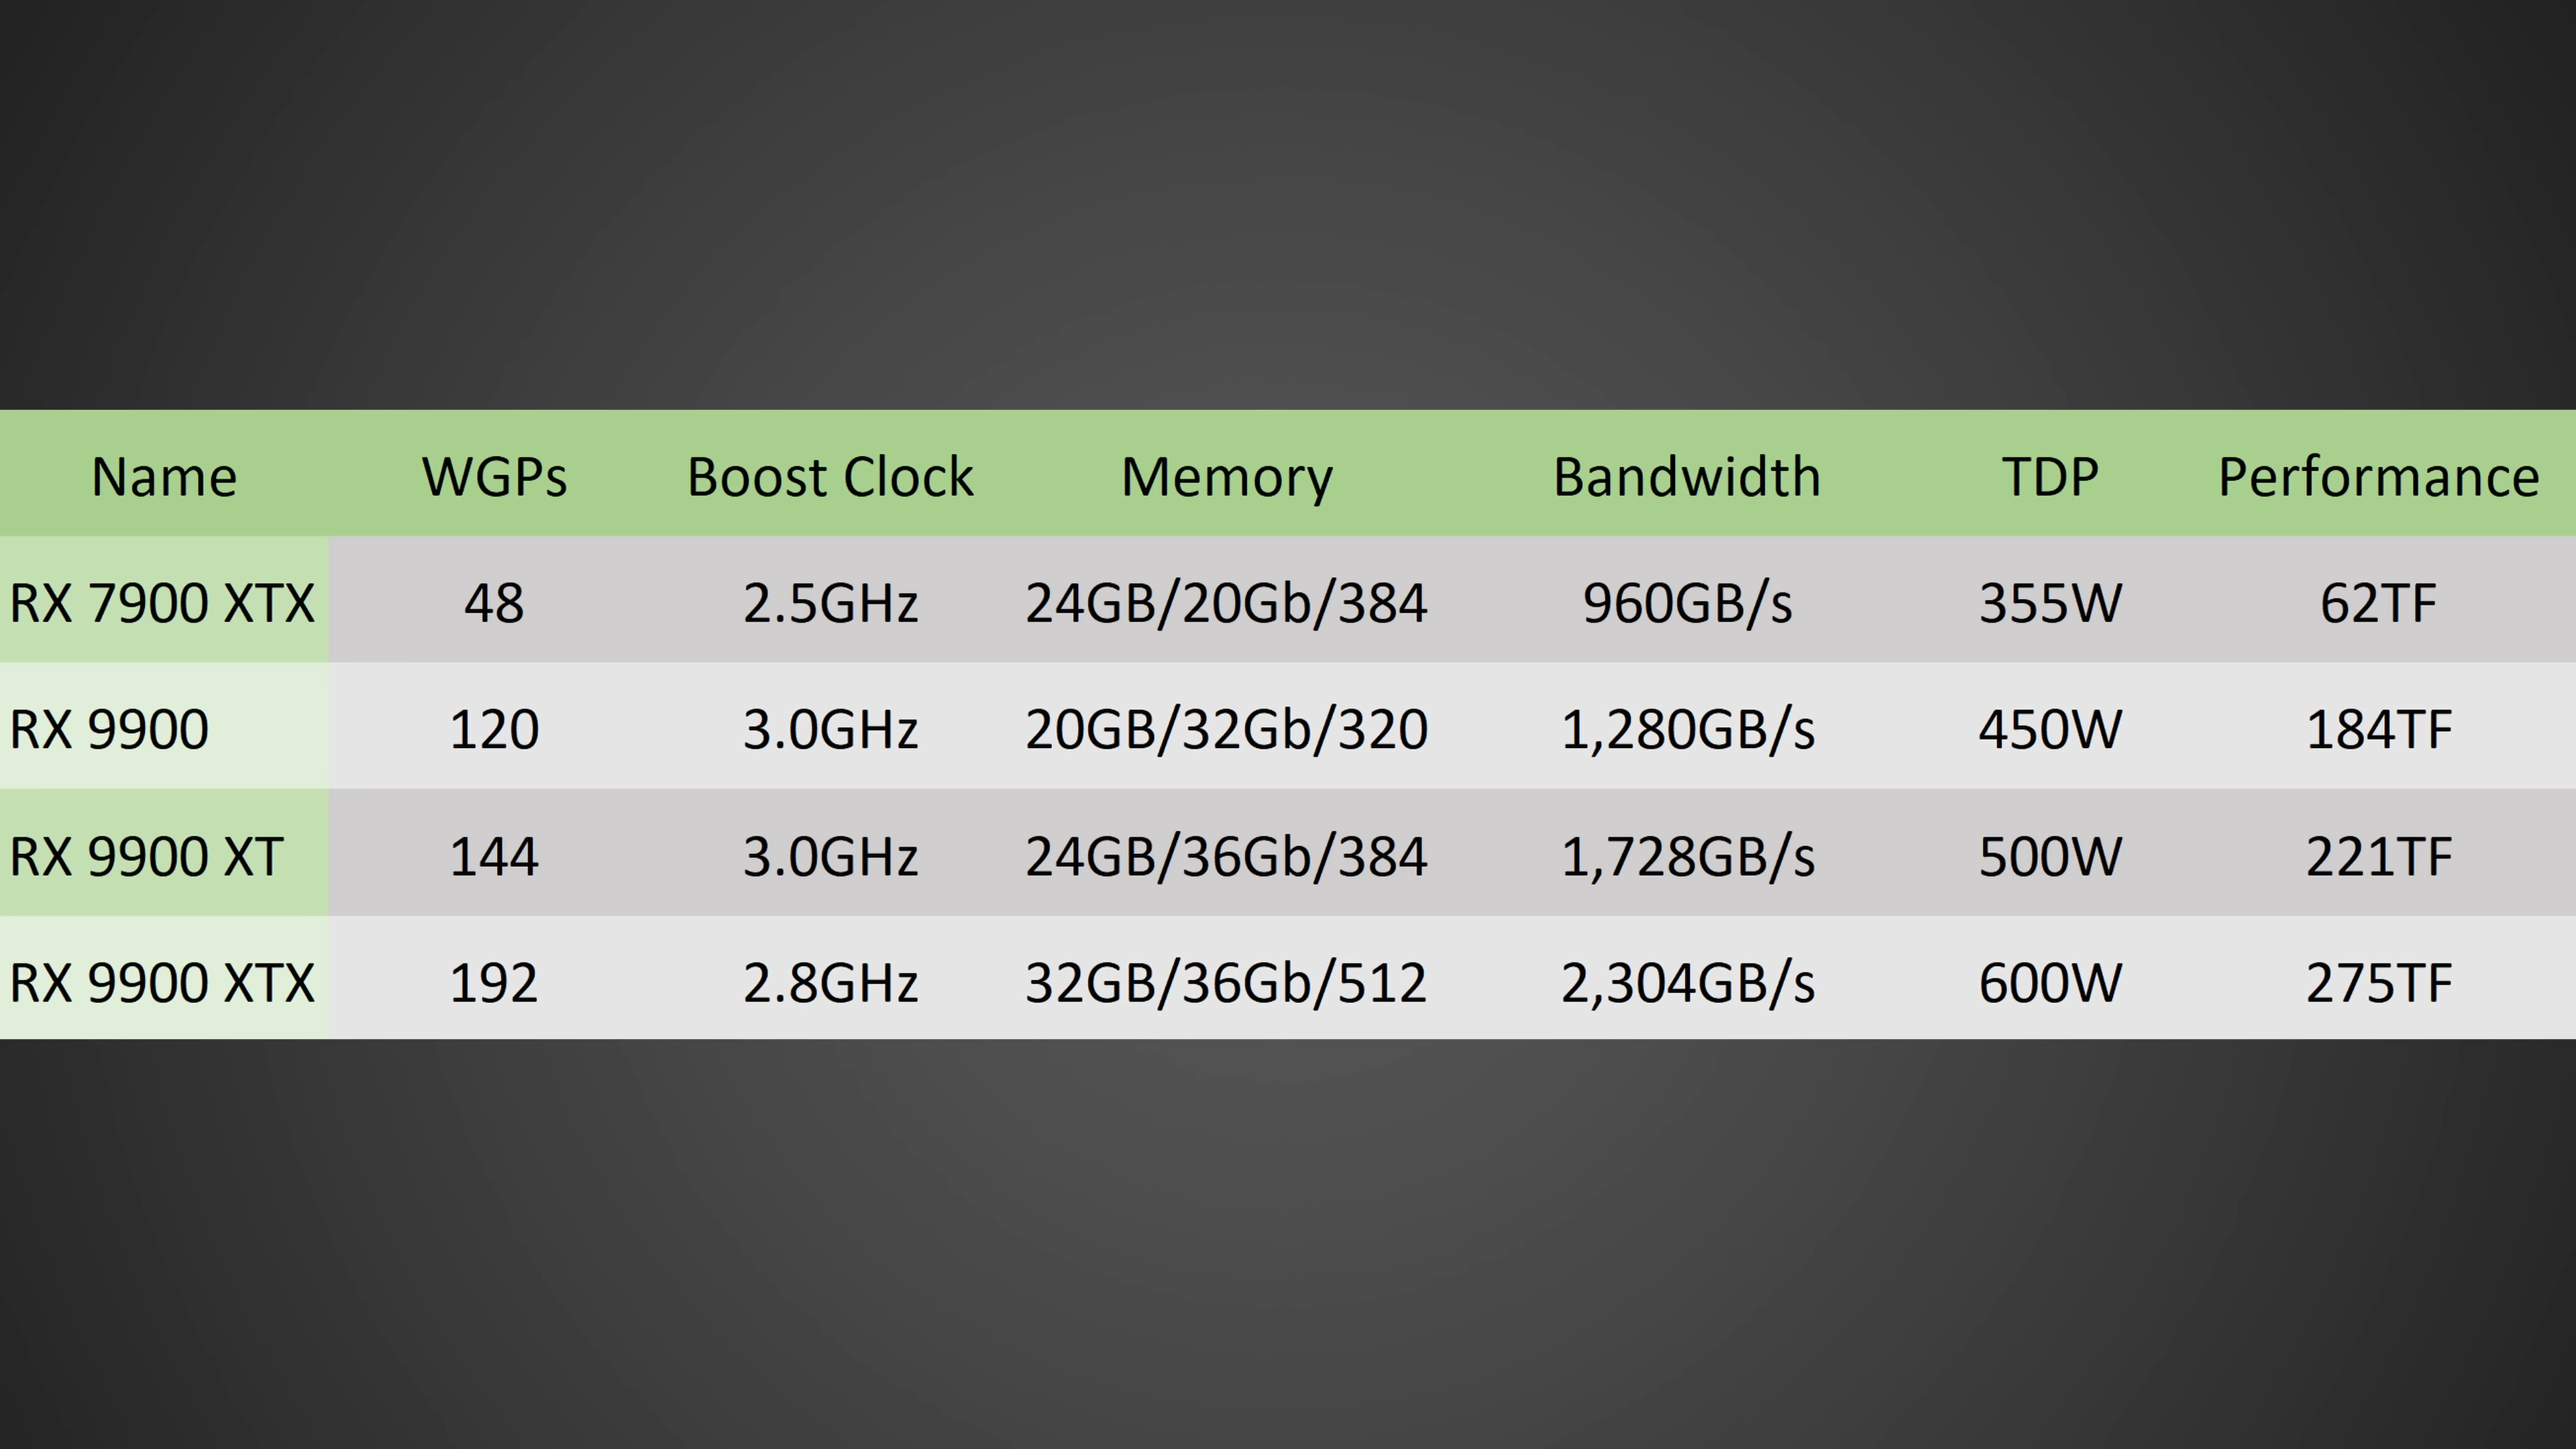 Name WGPs Boost Clock Memory Bandwidth TDP Performance
RX 7900 XTX 48 2.5GHz 24GB/20Gb/384 960GB/s 355W 62TF
RX 9900 120 3.0GHz 20GB/32Gb/320 1,280GB/s 450W 184TF
RX 9900 XT 144 3.0GHz 24GB/36Gb/384 1,728GB/s 500W 221TF
RX 9900 XTX 192 2.8GHz 32GB/36Gb/512 2,304GB/s 600W 275TF